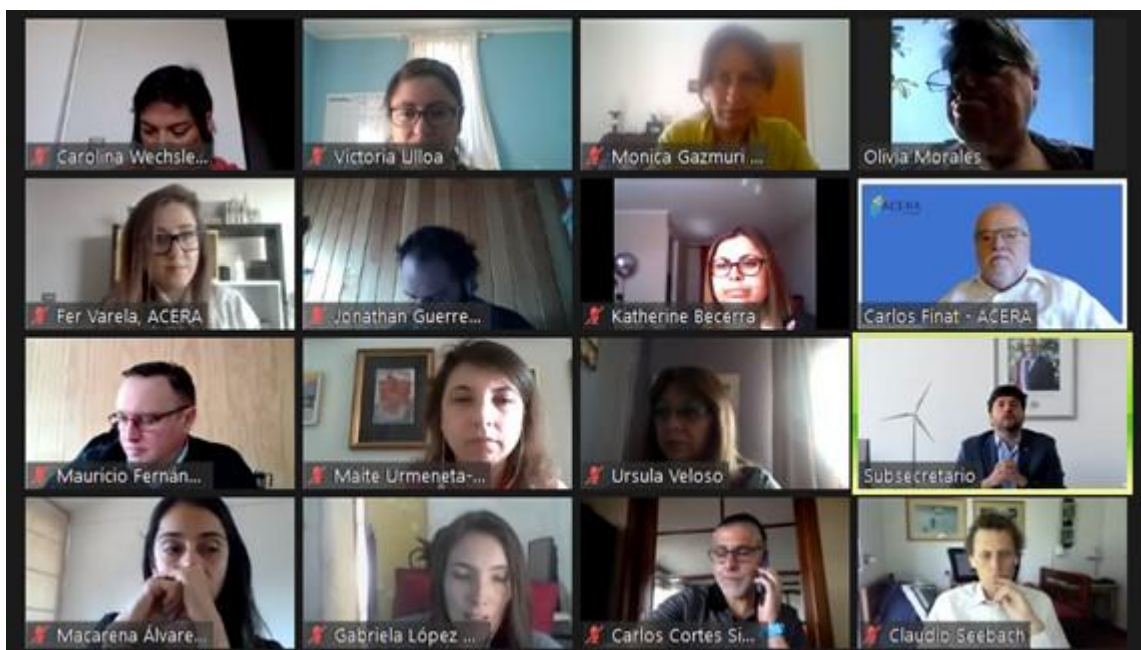 Carolina Wechsle...
Victoria Ulloa
Monica Gazmuri ...
Olivia Morales
ACERA
Fer Varela, ACERA
Jonathan Guerre...
Katherine Becerra
Carlos Finat - ACERA
Mauricio Fernán...
Maite Urmeneta-...
Ursula Veloso
Subsecretario
Macarena Álvare...
Gabriela López ...
Carlos Cortes Si...
Claudio Seebach